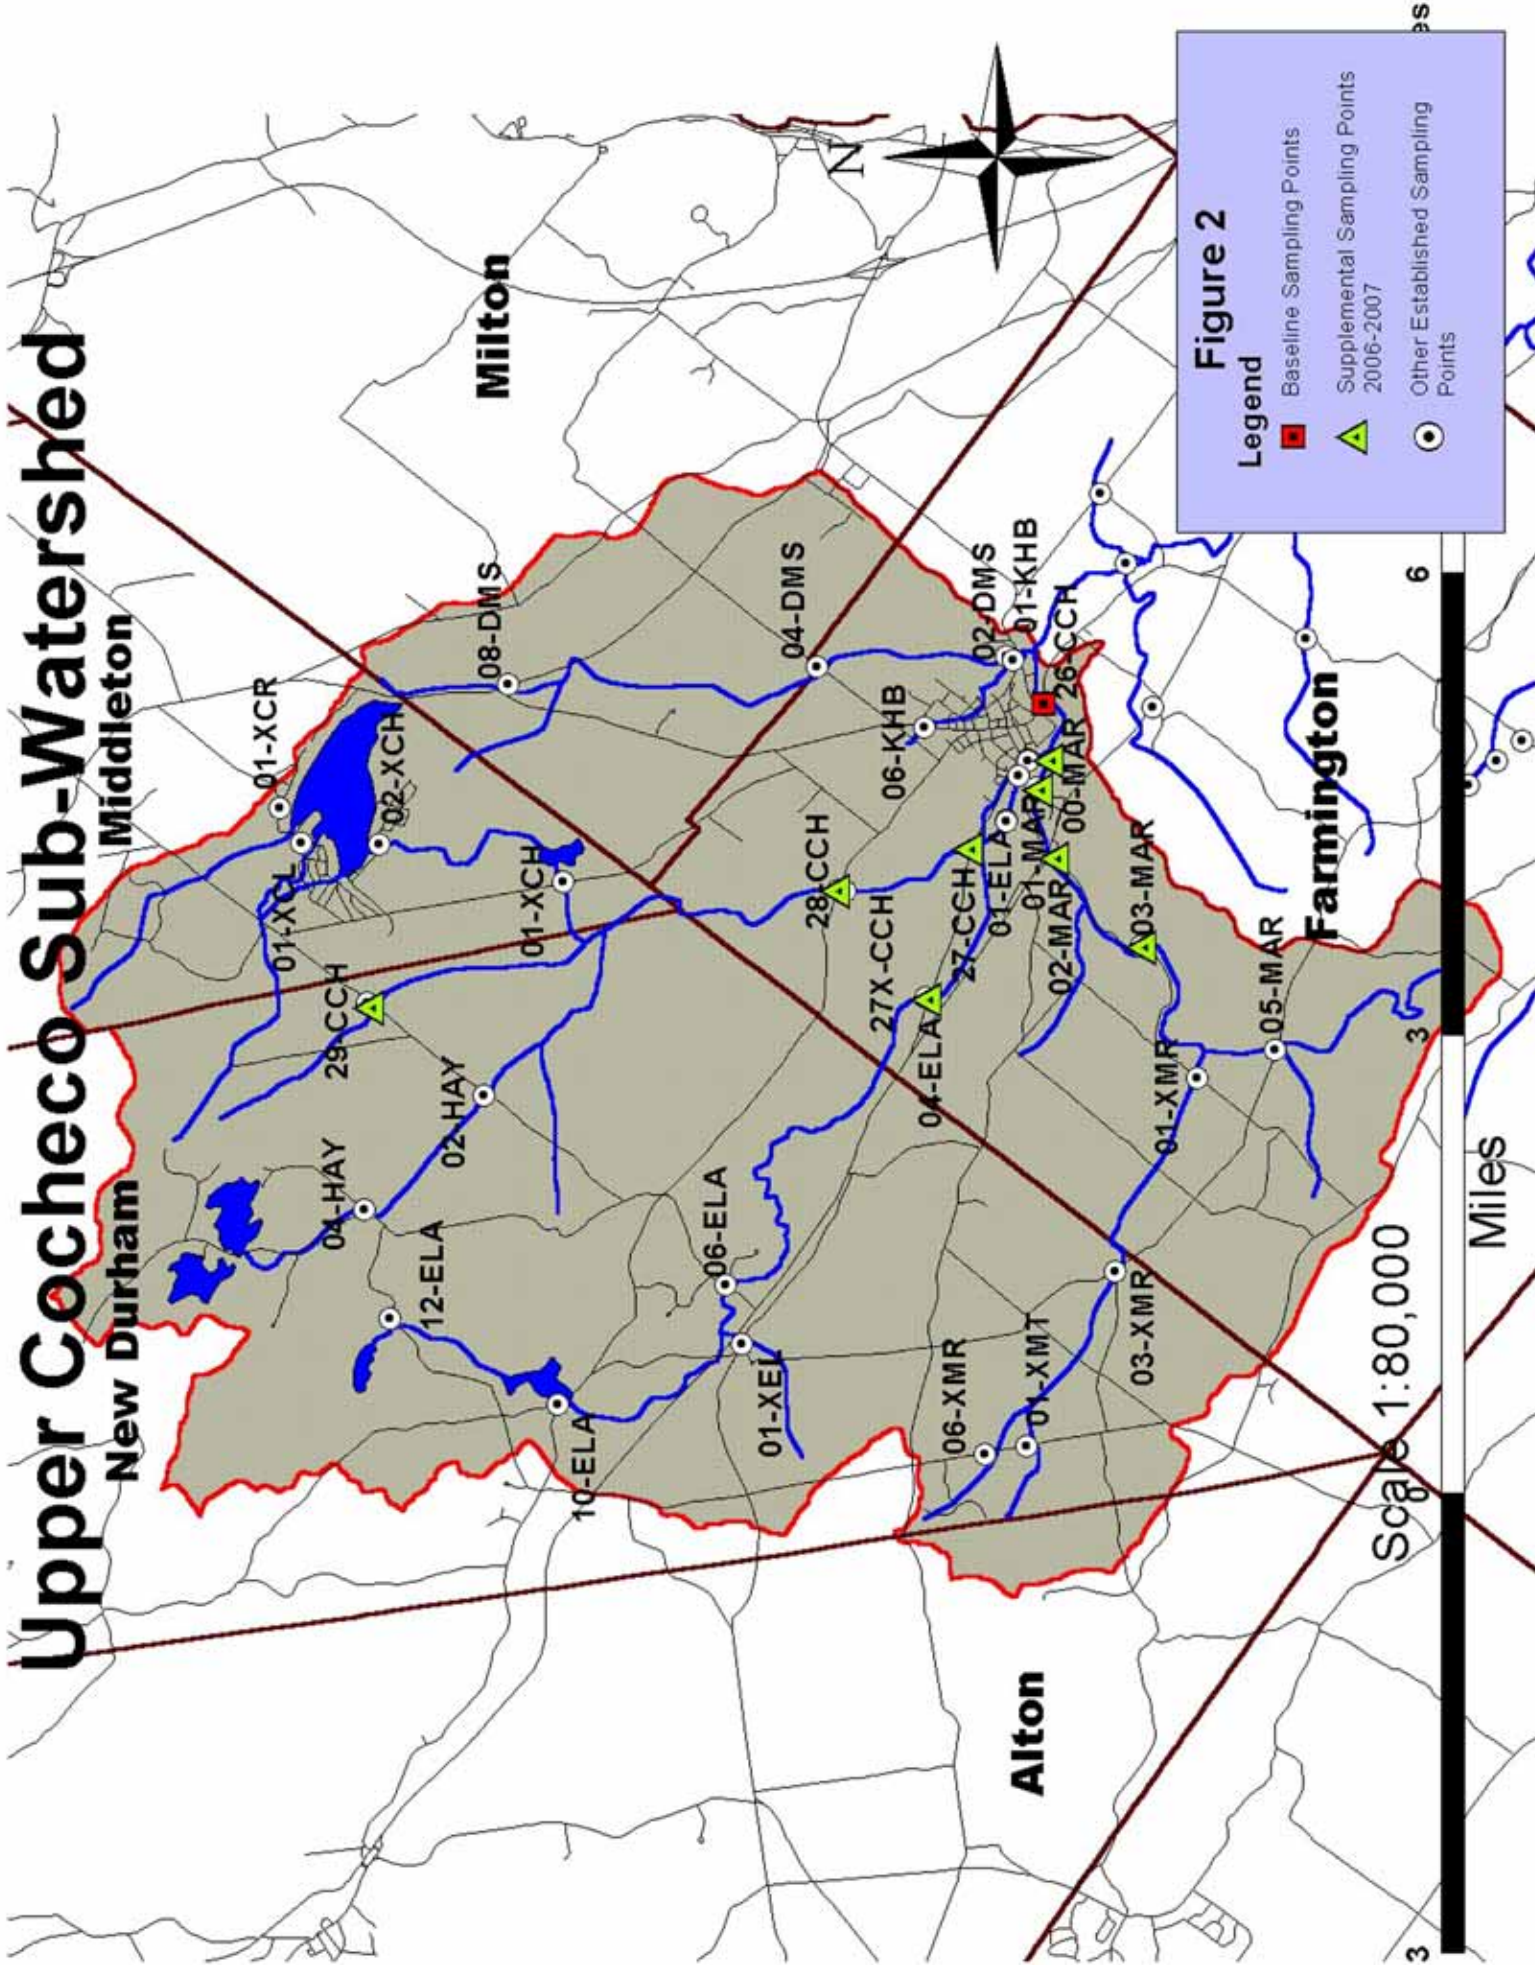 Upper Cocheco Sub-Watershed
New Durham
Middleton
Milton
Alton
Farmington
N
01-XCR
01-XCL
02-XCH
29-CCH
04-HAY
12-ELA
02-HAY
08-DMS
01-XCH
10-ELA
06-ELA
01-XEL
04-DMS
28-CCH
06-KHB
27X-CCH
27-CCH
04-ELA
02-DMS
01-KHB
26-CCH
01-ELA
01-MAR
00-MAR
02-MAR
03-MAR
06-XMR
01-XMT
03-XMR
01-XMR
05-MAR
Figure 2
Legend
Baseline Sampling Points
Supplemental Sampling Points
2006-2007
Other Established Sampling
Points
es
Scale 1:80,000
3 0 3 6
Miles